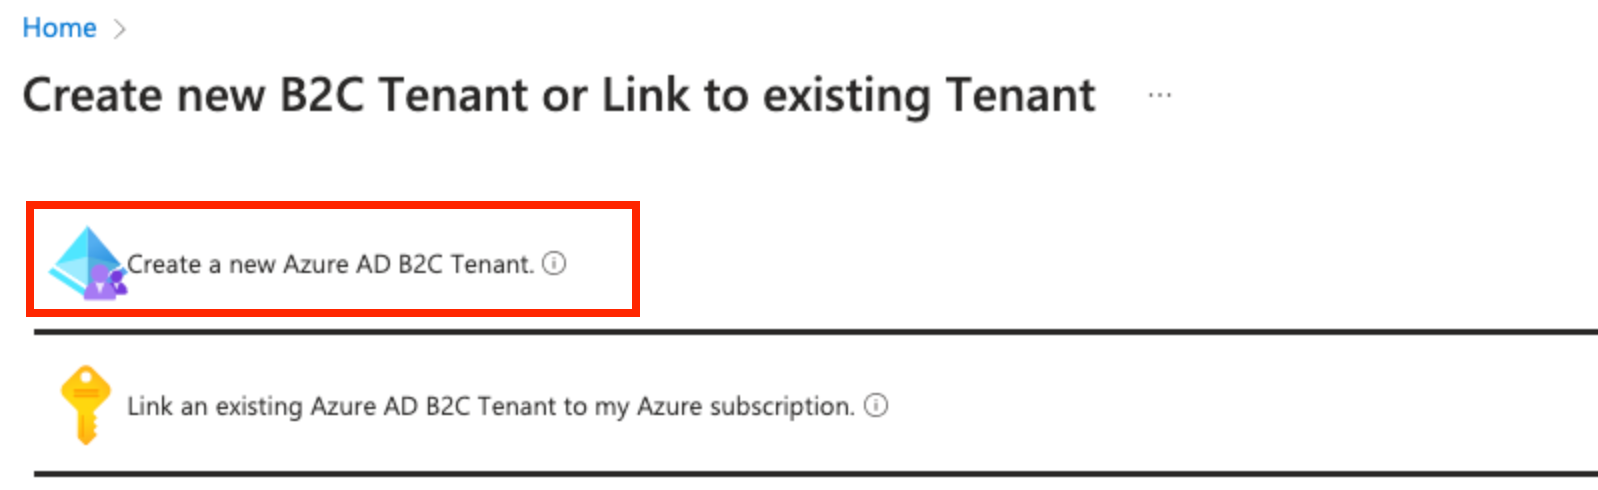 Home
Create new B2C Tenant or Link to existing Tenant ...
Create a new Azure AD B2C Tenant.
Link an existing Azure AD B2C Tenant to my Azure subscription.